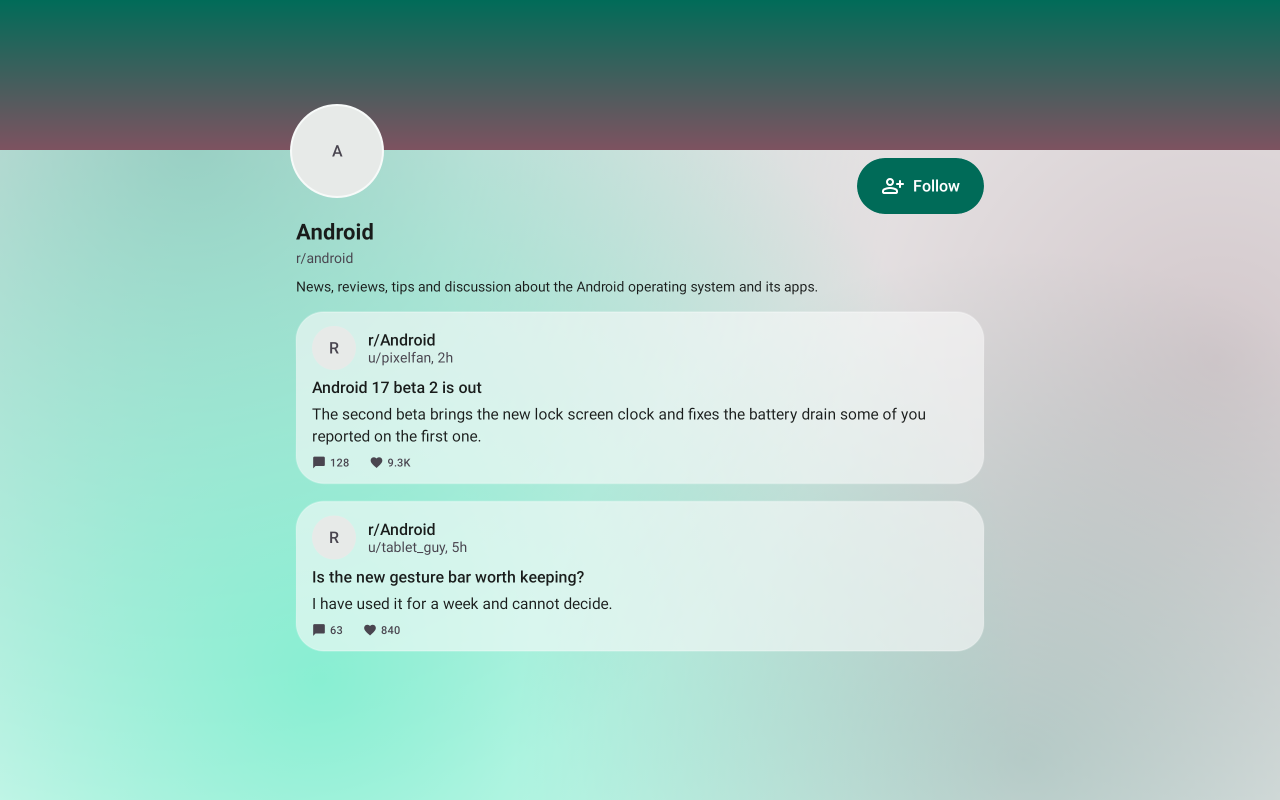 A
Follow
Android
r/android
News, reviews, tips and discussion about the Android operating system and its apps.
R
r/Android
u/pixelfan, 2h
Android 17 beta 2 is out
The second beta brings the new lock screen clock and fixes the battery drain some of you
reported on the first one.
128 9.3K
R
r/Android
u/tablet_guy, 5h
Is the new gesture bar worth keeping?
I have used it for a week and cannot decide.
63 840